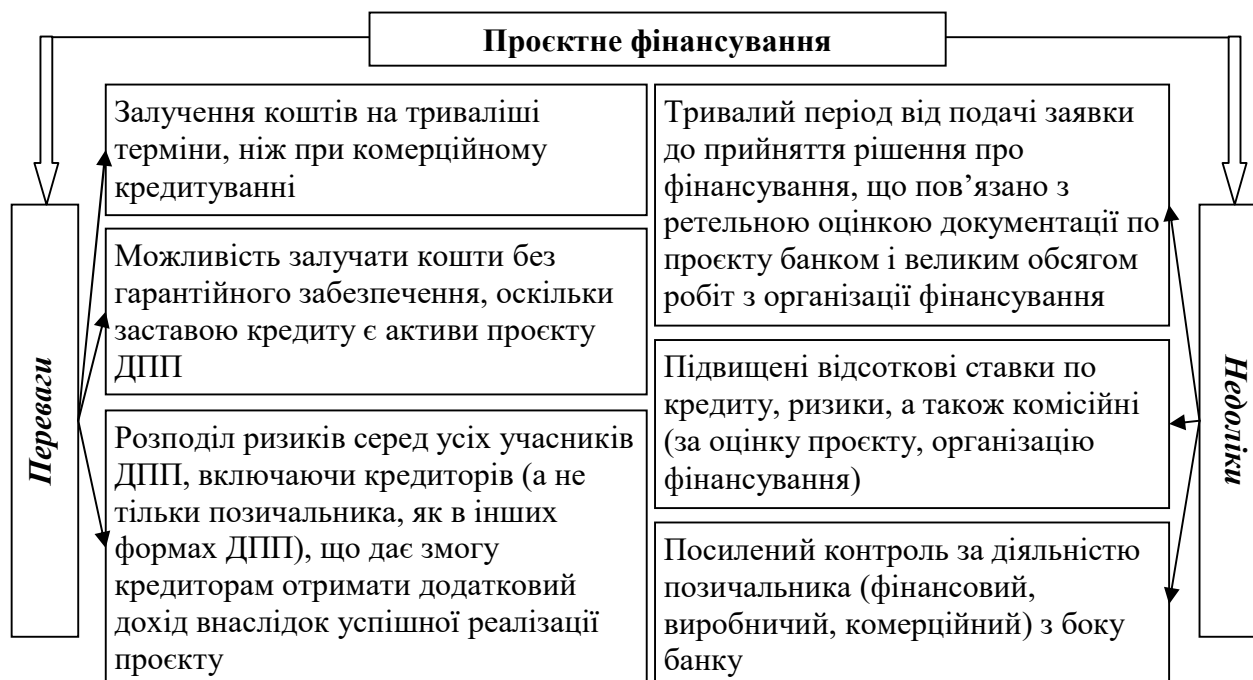 Проєктне фінансування
Переваги
Залучення коштів на триваліші
терміни, ніж при комерційному
кредитуванні
Можливість залучати кошти без
гарантійного забезпечення, оскільки
заставою кредиту є активи проєкту
ДПП
Розподіл ризиків серед усіх учасників
ДПП, включаючи кредиторів (а не
тільки позичальника, як в інших
формах ДПП), що дає змогу
кредиторам отримати додатковий
дохід внаслідок успішної реалізації
проєкту
Тривалий період від подачі заявки
до прийняття рішення про
фінансування, що пов’язано з
ретельною оцінкою документації по
проєкту банком і великим обсягом
робіт з організації фінансування
Підвищені відсоткові ставки по
кредиту, ризики, а також комісійні
(за оцінку проєкту, організацію
фінансування)
Посилений контроль за діяльністю
позичальника (фінансовий,
виробничий, комерційний) з боку
банку
Недоліки